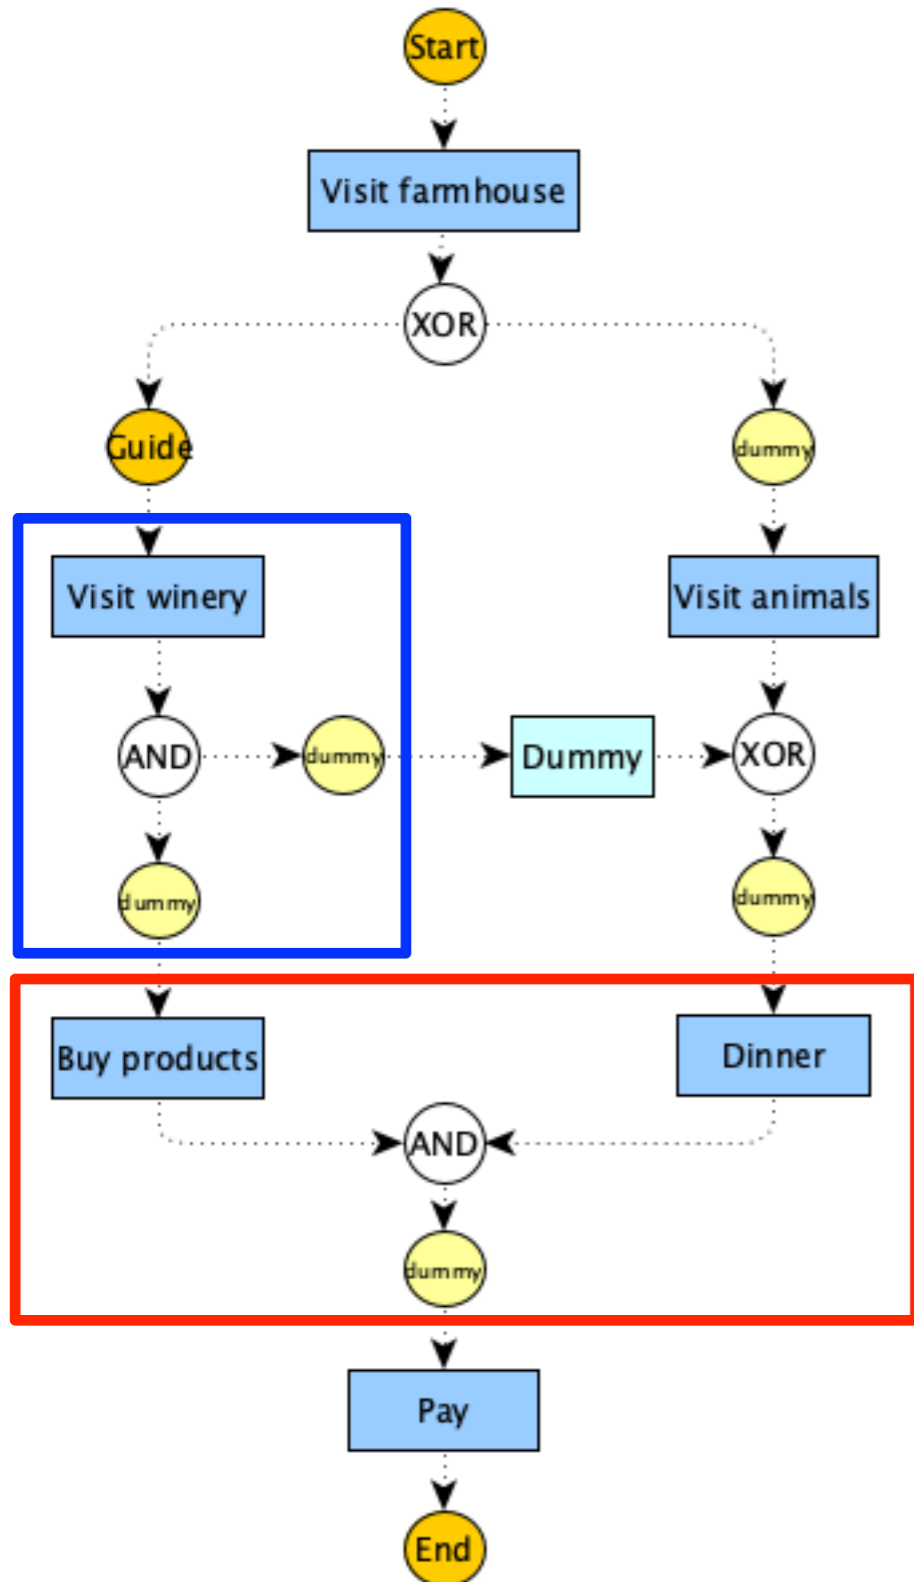 Start
Visit farmhouse
XOR
Guide
dummy
Visit winery
Visit animals
AND
dummy
Dummy
XOR
dummy
dummy
Buy products
Dinner
AND
dummy
Pay
End